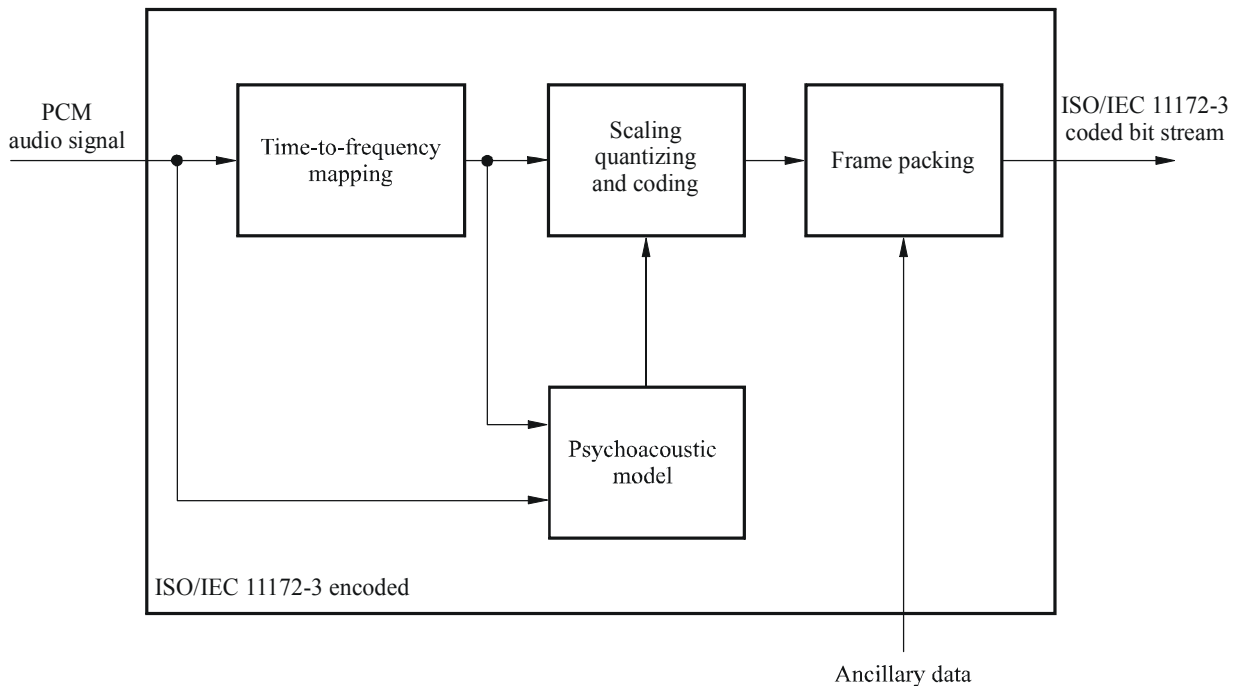 PCM
audio signal
Time-to-frequency
mapping
Scaling
quantizing
and coding
Frame packing
ISO/IEC 11172-3
coded bit stream
Psychoacoustic
model
ISO/IEC 11172-3 encoded
Ancillary data